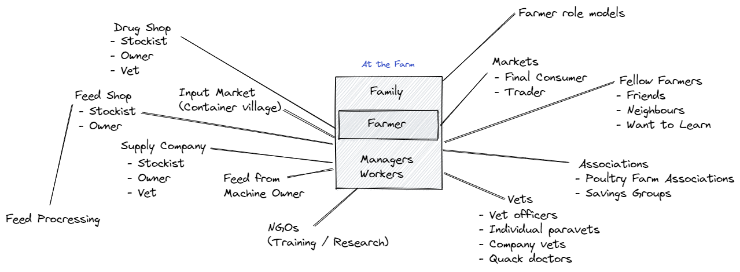 Farmer role models
Drug Shop
- Stockist
- Owner
- Vet
At the Farm
Markets
- Final Consumer
- Trader
Input Market
(Container village)
Family
Fellow Farmers
- Friends
- Neighbours
- Want to Learn
Feed Shop
- Stockist
- Owner
Farmer
Supply Company
- Stockist
- Owner
- Vet
Managers
Workers
Feed from
Machine Owner
Associations
- Poultry Farm Associations
- Savings Groups
Feed Procressing
NGOs
(Training / Research)
Vets
- Vet officers
- Individual paravets
- Company vets
- Quack doctors